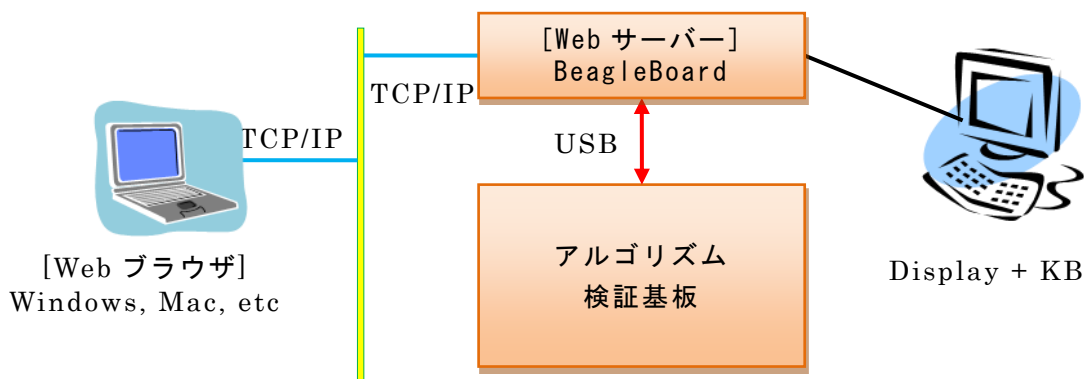 [Web サーバー]
BeagleBoard
TCP/IP
TCP/IP
USB
アルゴリズム
検証基板
[Web ブラウザ]
Windows, Mac, etc
Display + KB